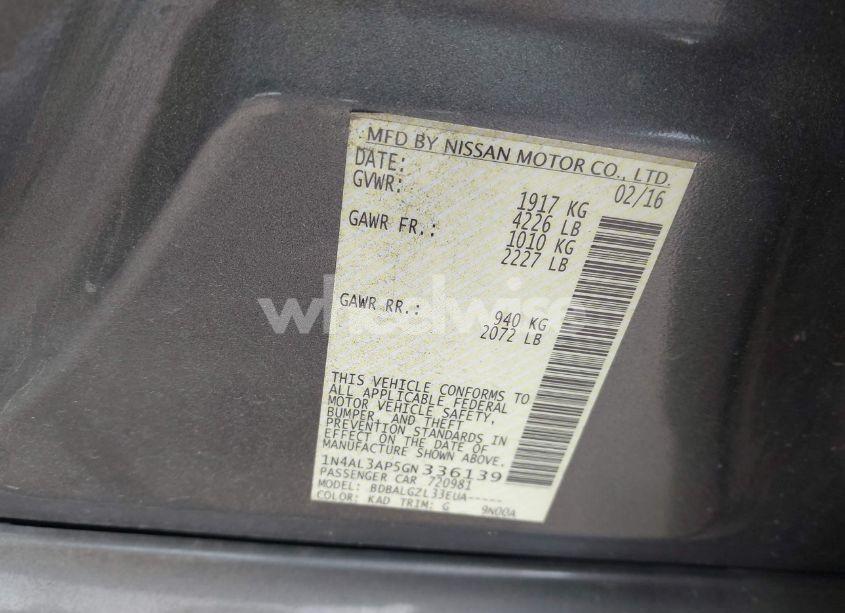 MFD BY NISSAN MOTOR CO., LTD.
DATE: 02/16
GVWR: 1917 KG
4226 LB
GAWR FR.: 1010 KG
2227 LB
GAWR RR.: 940 KG
2072 LB
THIS VEHICLE CONFORMS TO
ALL APPLICABLE FEDERAL
MOTOR VEHICLE SAFETY,
BUMPER, AND THEFT
PREVENTION STANDARDS IN
EFFECT ON THE DATE OF
MANUFACTURE SHOWN ABOVE.
1N4AL3AP5GN336139
PASSENGER CAR 720981
MODEL: BDBALGZL33EUA-----
COLOR: KAD TRIM: G 9N00A
wheelwise